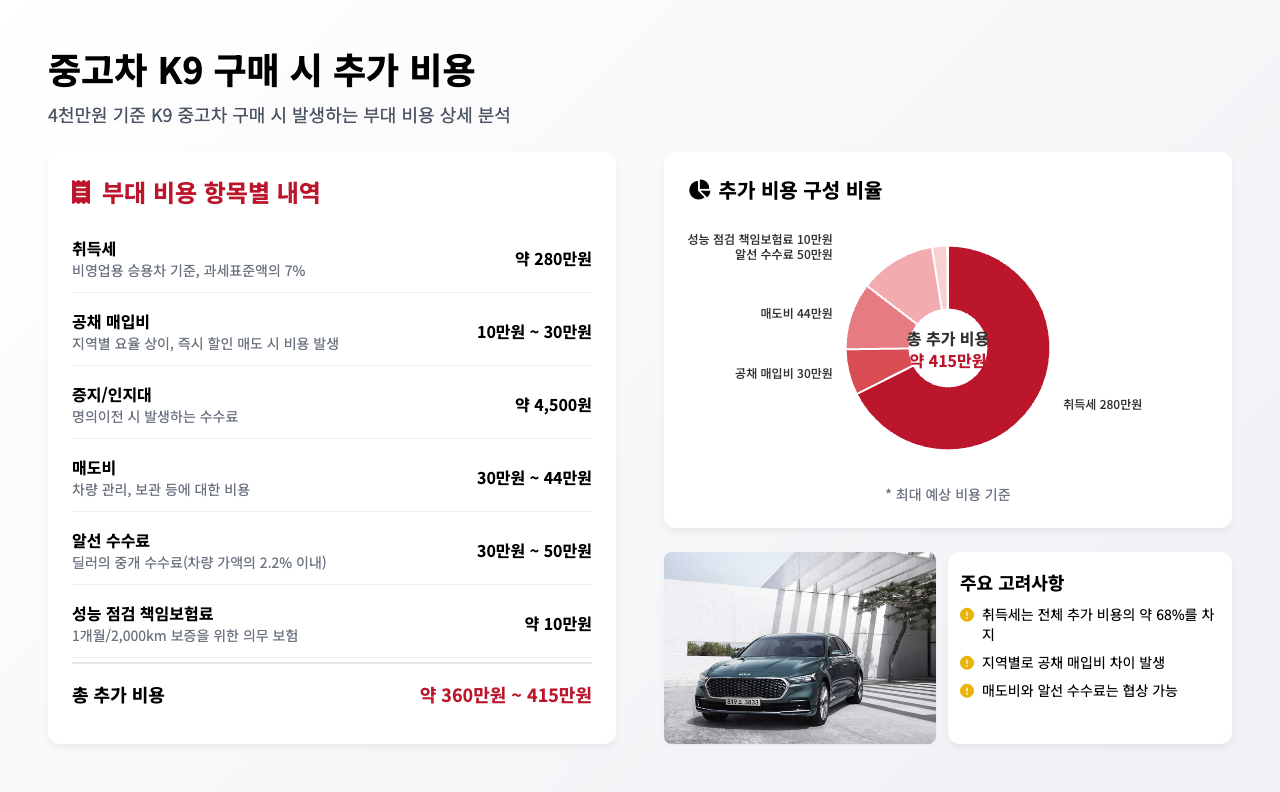 중고차 K9 구매 시 추가 비용
4천만원 기준 K9 중고차 구매 시 발생하는 부대 비용 상세 분석
부대 비용 항목별 내역
취득세
비영업용 승용차 기준, 과세표준액의 7%
약 280만원
공채 매입비
지역별 요율 상이, 즉시 할인 매도 시 비용 발생
10만원 ~ 30만원
증지/인지대
명의이전 시 발생하는 수수료
약 4,500원
매도비
차량 관리, 보관 등에 대한 비용
30만원 ~ 44만원
알선 수수료
딜러의 중개 수수료(차량 가액의 2.2% 이내)
30만원 ~ 50만원
성능 점검 책임보험료
1개월/2,000km 보증을 위한 의무 보험
약 10만원
총 추가 비용
약 360만원 ~ 415만원
추가 비용 구성 비율
성능 점검 책임보험료 10만원
알선 수수료 50만원
매도비 44만원
공채 매입비 30만원
총 추가 비용
약 415만원
취득세 280만원
* 최대 예상 비용 기준
주요 고려사항
취득세는 전체 추가 비용의 약 68%를 차
지
지역별로 공채 매입비 차이 발생
매도비와 알선 수수료는 협상 가능